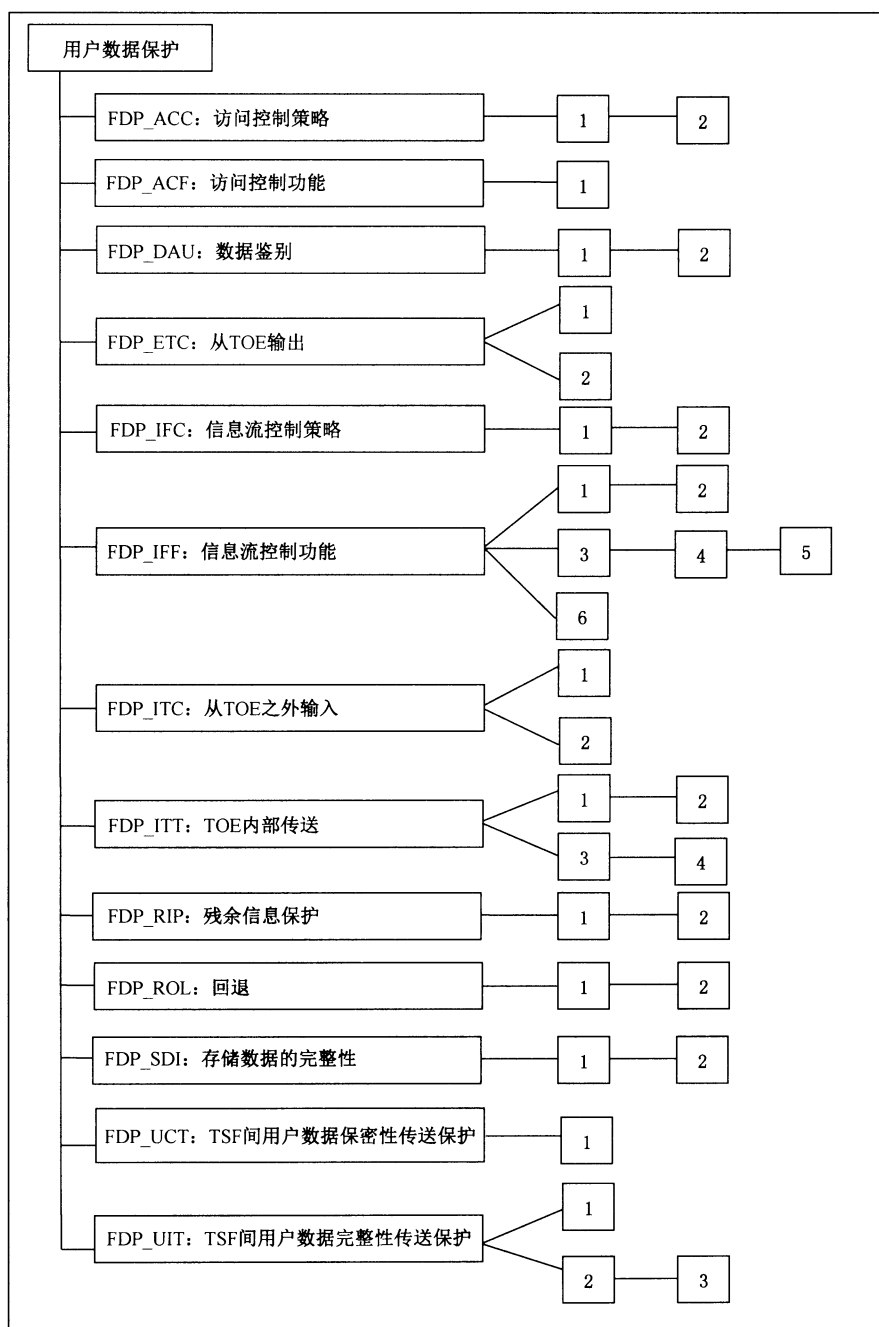 用户数据保护
FDP_ACC：访问控制策略 1 2
FDP_ACF：访问控制功能 1
FDP_DAU：数据鉴别 1 2
1
FDP_ETC：从TOE输出
2
FDP_IFC：信息流控制策略 1 2
1 2
FDP_IFF：信息流控制功能 3 4 5
6
1
FDP_ITC：从TOE之外输入
2
1 2
FDP_ITT：TOE内部传送
3 4
FDP_RIP：残余信息保护 1 2
FDP_ROL：回退 1 2
FDP_SDI：存储数据的完整性 1 2
FDP_UCT：TSF间用户数据保密性传送保护 1
1
FDP_UIT：TSF间用户数据完整性传送保护
2 3